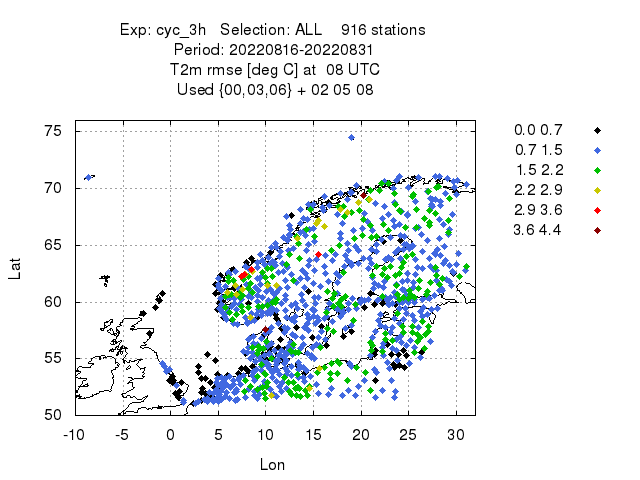 Exp: cyc_3h   Selection: ALL    916 stations
Period: 20220816-20220831
T2m rmse [deg C] at  08 UTC
Used {00,03,06} + 02 05 08
0.0 0.7
0.7 1.5
1.5 2.2
2.2 2.9
2.9 3.6
3.6 4.4
75
70
65
60
55
50
Lat
-10 -5 0 5 10 15 20 25 30
Lon